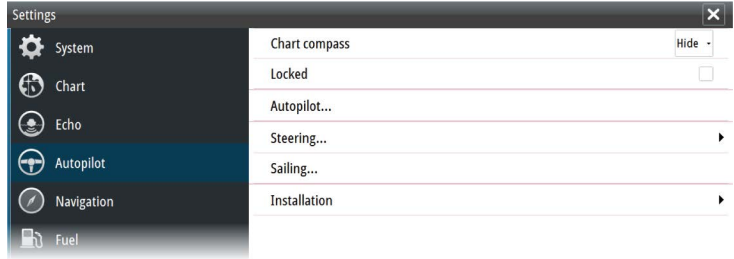 Settings
System
Chart
Echo
Autopilot
Navigation
Fuel
Chart compass Hide
Locked
Autopilot...
Steering...
Sailing...
Installation